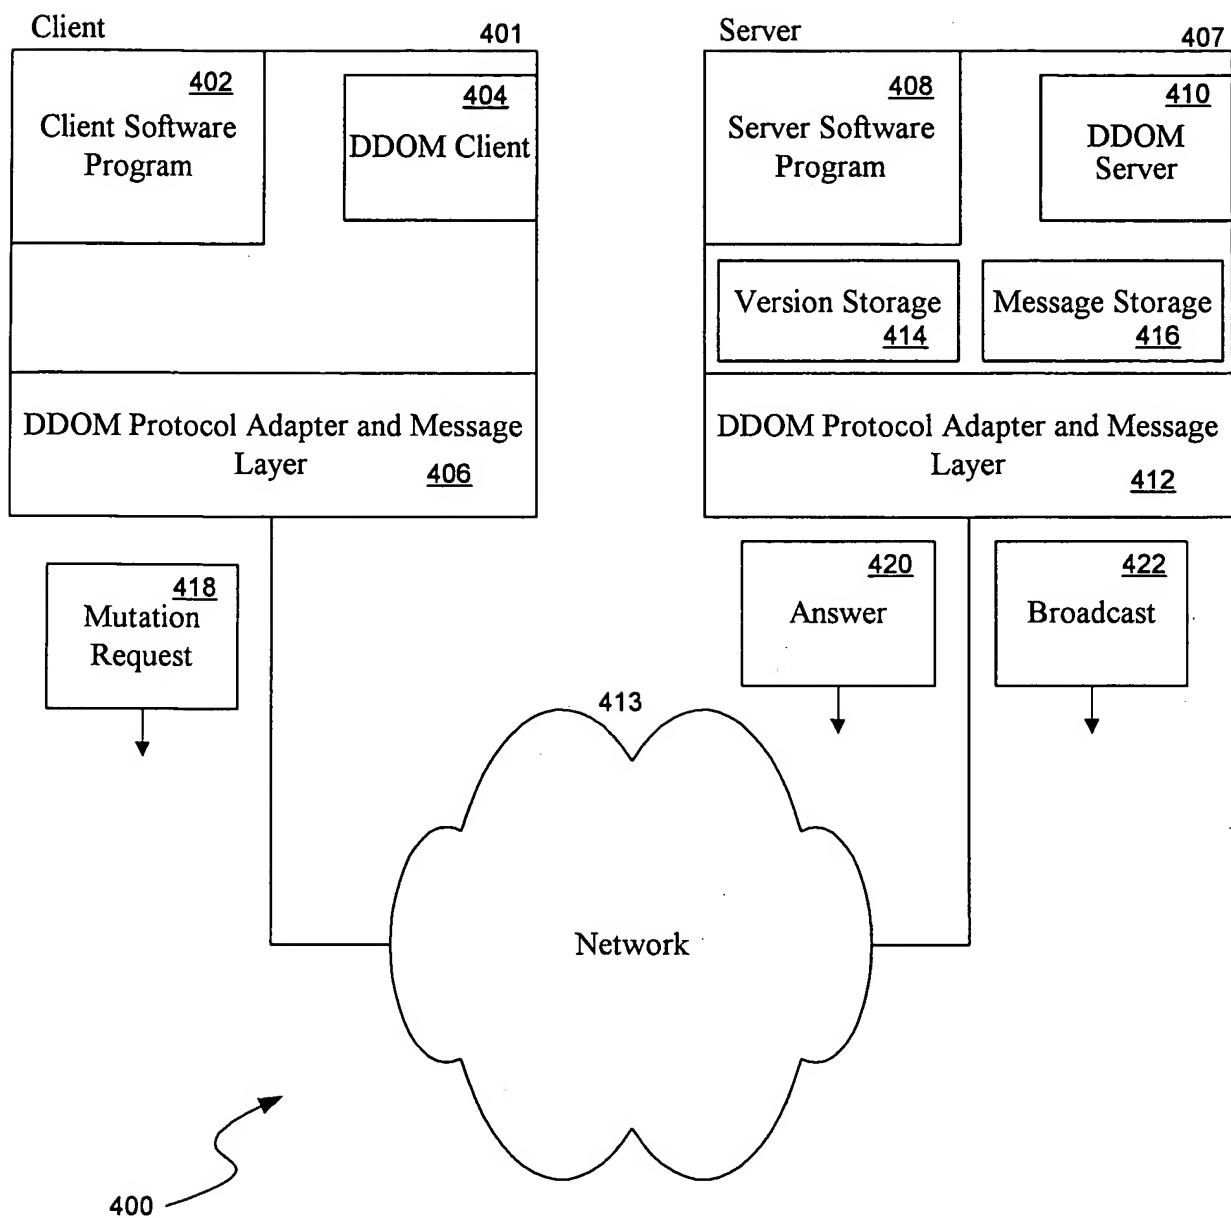 Client
401
402
Client Software
Program
404
DDOM Client
DDOM Protocol Adapter and Message
Layer
406
Server
407
408
Server Software
Program
410
DDOM
Server
Version Storage
414
Message Storage
416
DDOM Protocol Adapter and Message
Layer
412
418
Mutation
Request
420
Answer
422
Broadcast
413
Network
400